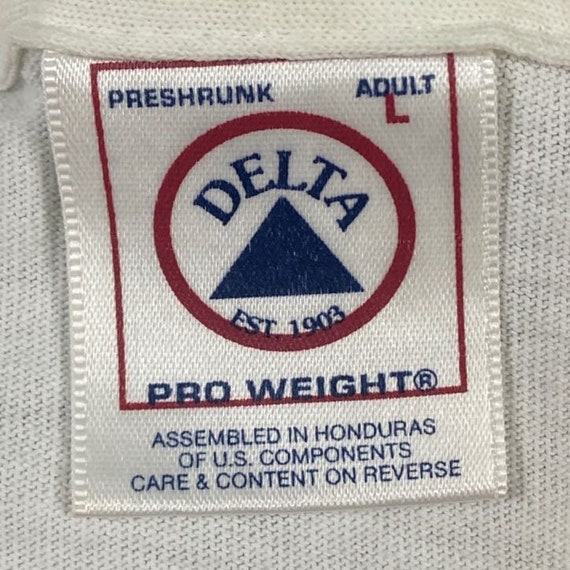 PRESHRUNK ADULT
L
DELTA
EST. 1903
PRO WEIGHT®
ASSEMBLED IN HONDURAS
OF U.S. COMPONENTS
CARE & CONTENT ON REVERSE